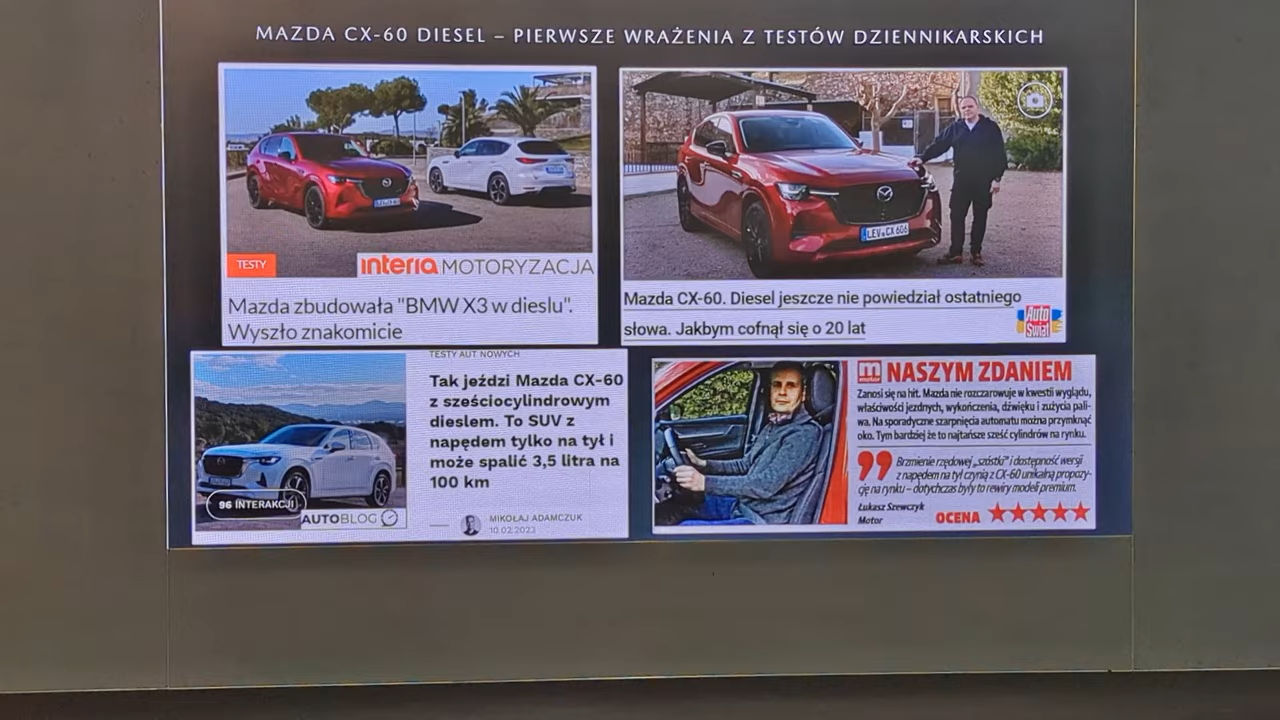 MAZDA CX-60 DIESEL – PIERWSZE WRAŻENIA Z TESTÓW DZIENNIKARSKICH
TESTY
interia MOTORYZACJA
Mazda zbudowała "BMW X3 w dieslu".
Wyszło znakomicie
LEV CX 606
Mazda CX-60. Diesel jeszcze nie powiedział ostatniego
słowa. Jakbym cofnął się o 20 lat
Auto
Świat
TESTY AUT NOWYCH
Tak jeździ Mazda CX-60
z sześciocylindrowym
dieslem. To SUV z
napędem tylko na tył i
może spalić 3,5 litra na
100 km
96 INTERAKCJI
AUTOBLOG
MIKOŁAJ ADAMCZUK
10.02.2023
m motor NASZYM ZDANIEM
Zanosi się na hit. Mazda nie rozczarowuje w kwestii wyglądu,
właściwości jezdnych, wykończenia, dźwięku i zużycia pali-
wa. Na sporadyczne szarpnięcia automatu można przymknąć
oko. Tym bardziej że to najtańsze sześć cylindrów na rynku.
Brzmienie rzędowej „szóstki” i dostępność wersji
z napędem na tył czynią z CX-60 unikalną propozy-
cję na rynku – dotychczas były to rewiry modeli premium.
Łukasz Szewczyk
Motor
OCENA